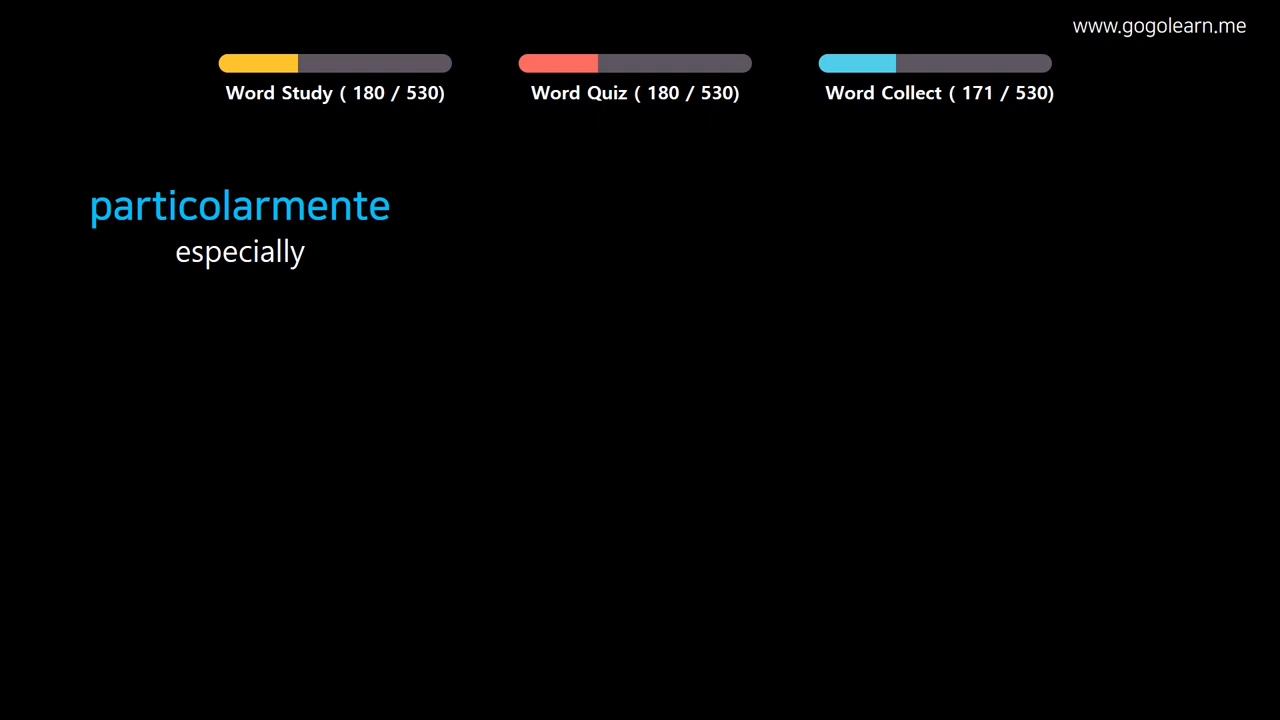 www.gogolearn.me
Word Study ( 180 / 530)
Word Quiz ( 180 / 530)
Word Collect ( 171 / 530)
particolarmente
especially